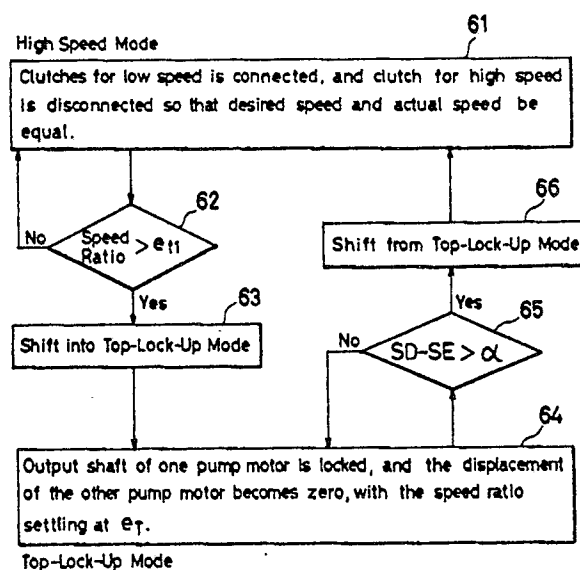 61
High Speed Mode
Clutches for low speed is connected, and clutch for high speed
is disconnected so that desired speed and actual speed be
equal.
62
No
Speed
Ratio > et1
Yes
63
Shift into Top-Lock-Up Mode
66
Shift from Top-Lock-Up Mode
Yes
65
No
SD-SE > α
64
Output shaft of one pump motor is locked, and the displacement
of the other pump motor becomes zero, with the speed ratio
settling at eT.
Top-Lock-Up Mode